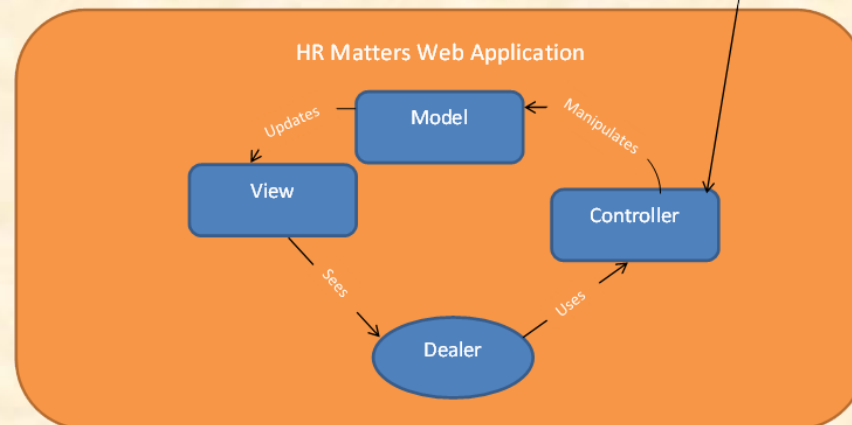 HR Matters Web Application
Model
Updates
Manipulates
View
Controller
Sees
Uses
Dealer